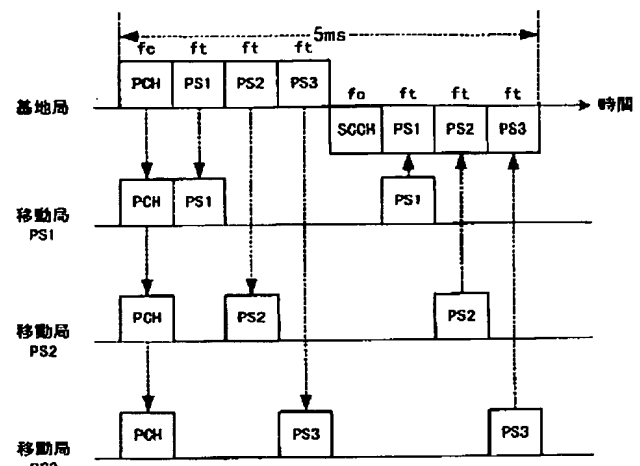 5ms
fc ft ft ft
PCH PS1 PS2 PS3
基地局
時間
fc ft ft ft
SCCH PS1 PS2 PS3
移動局
PS1
PCH PS1
PS1
移動局
PS2
PCH PS2
PS2
移動局
PCH PS3
PS3